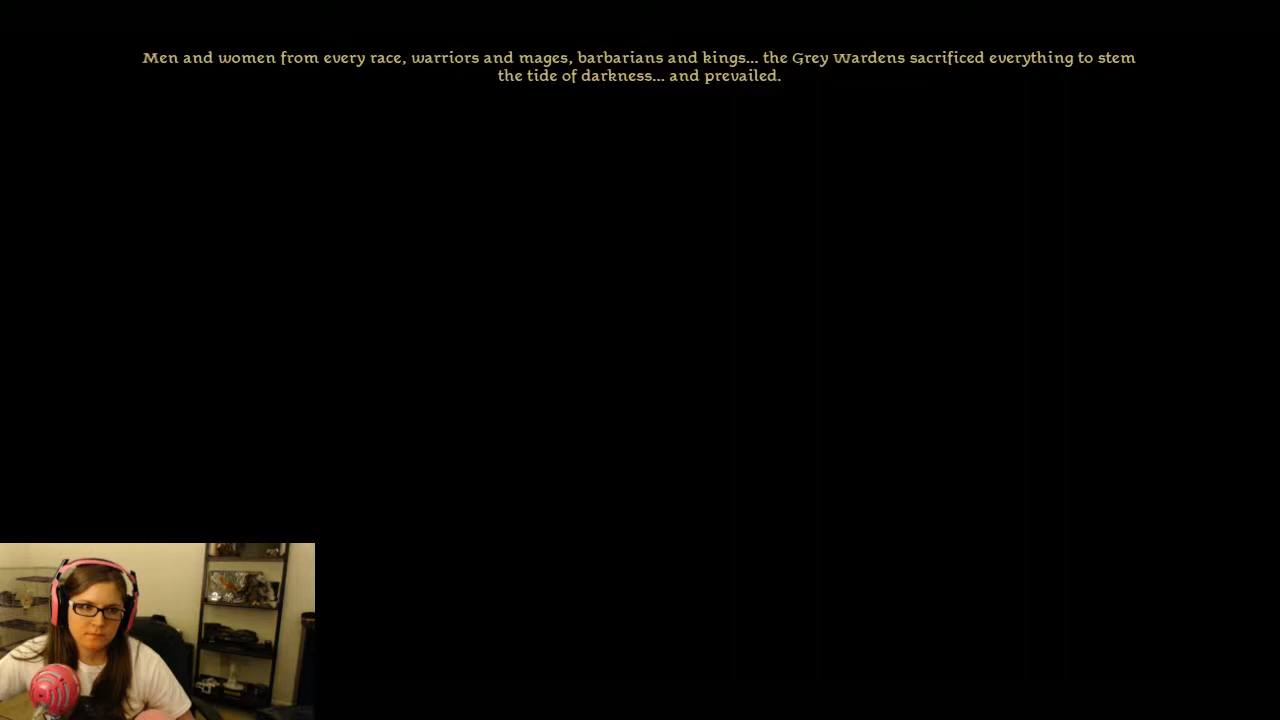 Men and women from every race, warriors and mages, barbarians and kings... the Grey Wardens sacrificed everything to stem
the tide of darkness... and prevailed.